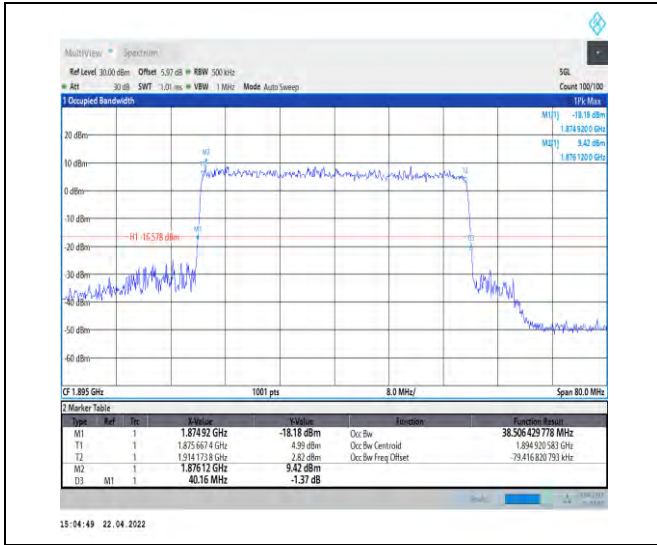 MultiView Spectrum
Ref Level 30.00 dBm Offset 5.97 dB RBW 500 kHz SGL
Att 30 dB SWT 1.01 ms VBW 1 MHz Mode Auto Sweep Count 100/100
1 Occupied Bandwidth 1Pk Max
M1[1] -18.18 dBm
1.874 920 0 GHz
M2[1] 9.42 dBm
1.876 120 0 GHz
20 dBm
M2
10 dBm
0 dBm
-10 dBm
M1
H1 -16.578 dBm
D3
-20 dBm
-30 dBm
-40 dBm
-50 dBm
-60 dBm
CF 1.895 GHz 1001 pts 8.0 MHz/ Span 80.0 MHz
2 Marker Table
Type Ref Trc X-Value Y-Value Function Function Result
M1 1 1.874 92 GHz -18.18 dBm Occ Bw 38.506 429 778 MHz
T1 1 1.875 667 4 GHz 4.99 dBm Occ Bw Centroid 1.894 920 583 GHz
T2 1 1.914 173 8 GHz 2.82 dBm Occ Bw Freq Offset -79.416 820 793 kHz
M2 1 1.876 12 GHz 9.42 dBm
D3 M1 1 40.16 MHz -1.37 dB
15:04:49 22.04.2022